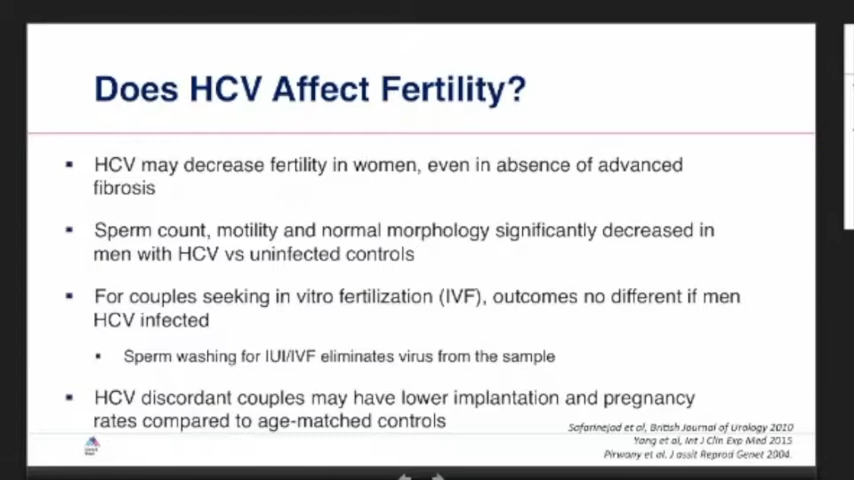 Does HCV Affect Fertility?
▪ HCV may decrease fertility in women, even in absence of advanced
fibrosis
▪ Sperm count, motility and normal morphology significantly decreased in
men with HCV vs uninfected controls
▪ For couples seeking in vitro fertilization (IVF), outcomes no different if men
HCV infected
▪ Sperm washing for IUI/IVF eliminates virus from the sample
▪ HCV discordant couples may have lower implantation and pregnancy
rates compared to age-matched controls
Safarinejad et al, British Journal of Urology 2010
Yang et al, Int J Clin Exp Med 2015
Pirwany et al. J assit Reprod Genet 2004.